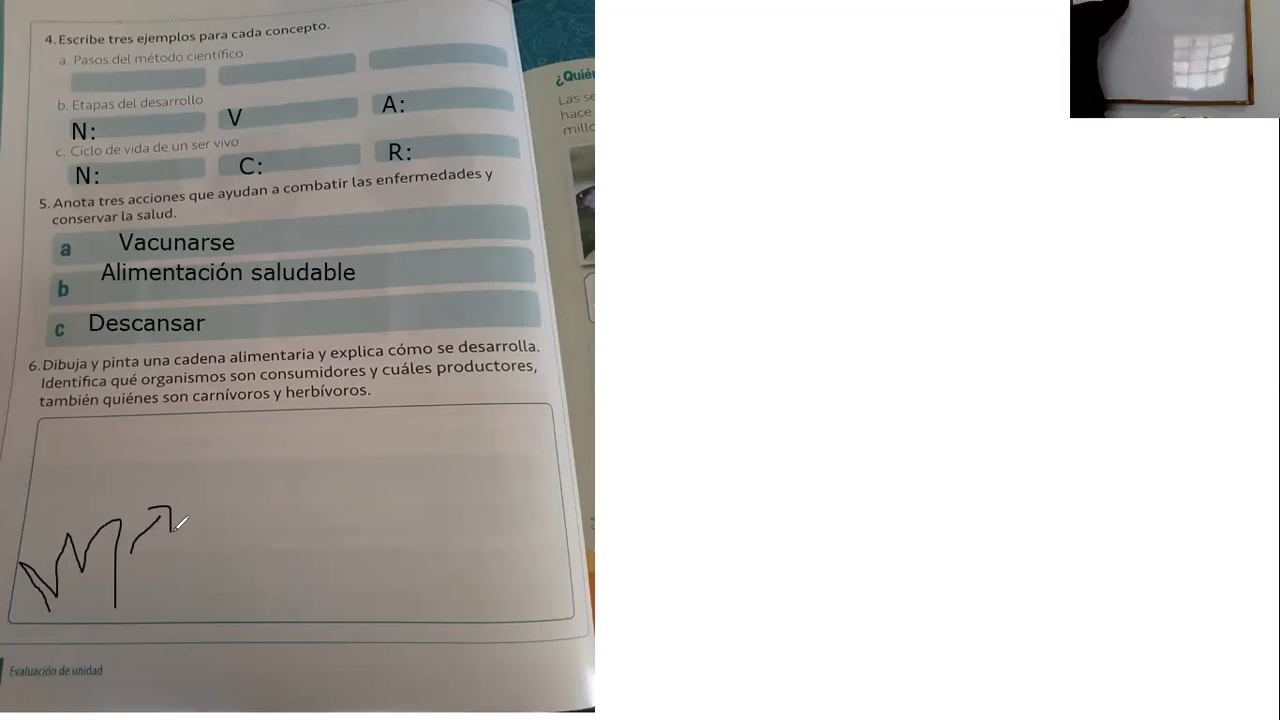 4. Escribe tres ejemplos para cada concepto.
a. Pasos del método científico
b. Etapas del desarrollo
N:
V
A:
c. Ciclo de vida de un ser vivo
N:
C:
R:
5. Anota tres acciones que ayudan a combatir las enfermedades y
conservar la salud.
a Vacunarse
b Alimentación saludable
c Descansar
6. Dibuja y pinta una cadena alimentaria y explica cómo se desarrolla.
Identifica qué organismos son consumidores y cuáles productores,
también quiénes son carnívoros y herbívoros.
Evaluación de unidad
Las
hace